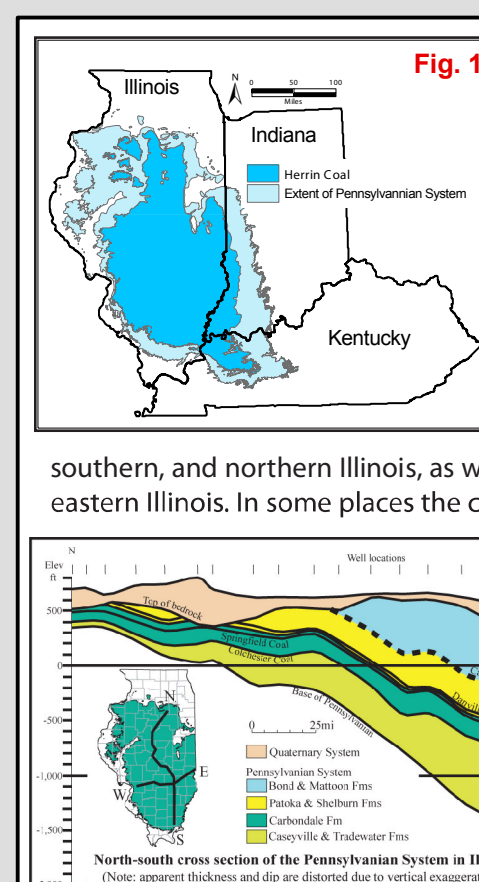 Fig. 1
Illinois
N
0 50 100
Miles
Indiana
Herrin Coal
Extent of Pennsylvannian System
Kentucky
southern, and northern Illinois, as w
eastern Illinois. In some places the c
N
Well locations
Elev
ft
500
0
-500
-1,000
-1,500
Top of bedrock
Springfield Coal
Colchester Coal
Base of Pennsylvanian
Danvill
N
E
W
S
0 25mi
Quaternary System
Pennsylvanian System
Bond & Mattoon Fms
Patoka & Shelburn Fms
Carbondale Fm
Caseyville & Tradewater Fms
North-south cross section of the Pennsylvanian System in Il
(Note: apparent thickness and dip are distorted due to vertical exaggerat